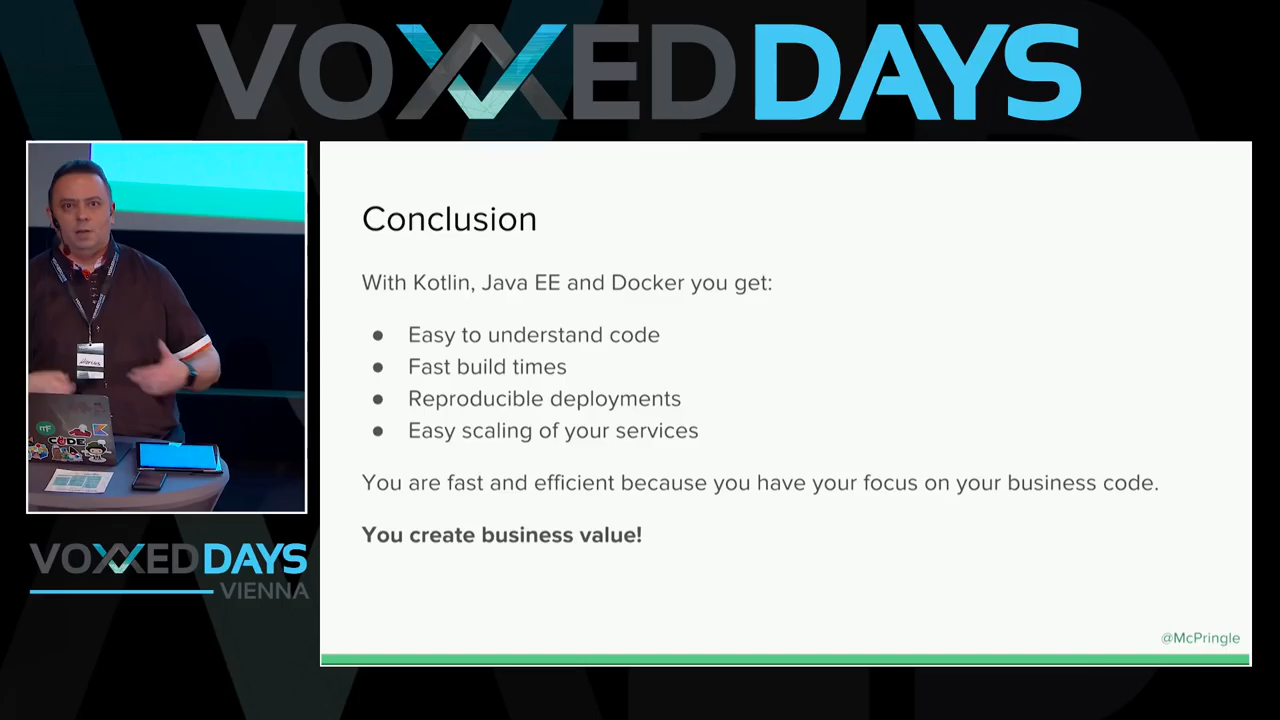 VOXXED DAYS
Conclusion
With Kotlin, Java EE and Docker you get:
● Easy to understand code
● Fast build times
● Reproducible deployments
● Easy scaling of your services
You are fast and efficient because you have your focus on your business code.
You create business value!
@McPringle
CODE
VOXXED DAYS
VIENNA